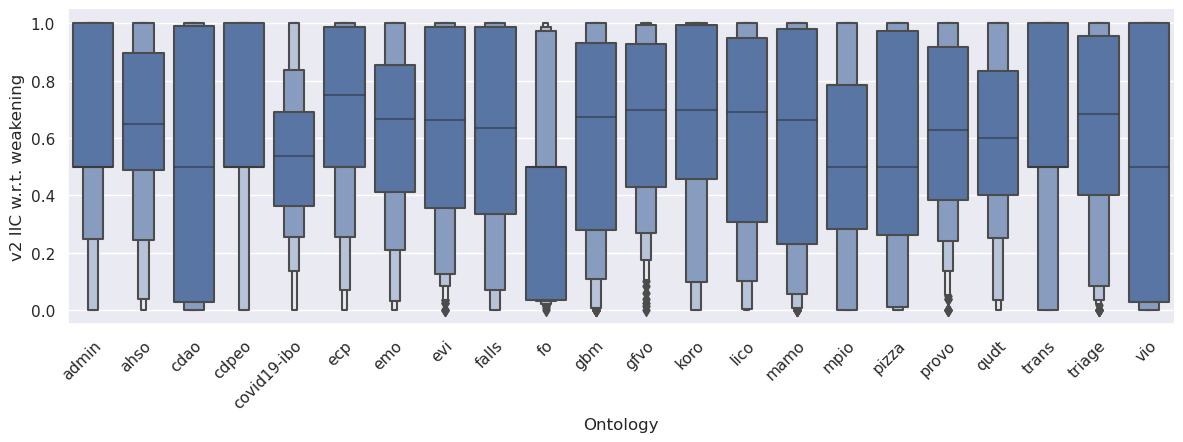 v2 IIC w.r.t. weakening
1.0
0.8
0.6
0.4
0.2
0.0
admin
ahso
cdao
cdpeo
covid19-ibo
ecp
emo
evi
falls
fo
gbm
gfvo
koro
lico
mamo
mpio
pizza
provo
qudt
trans
triage
vio
Ontology